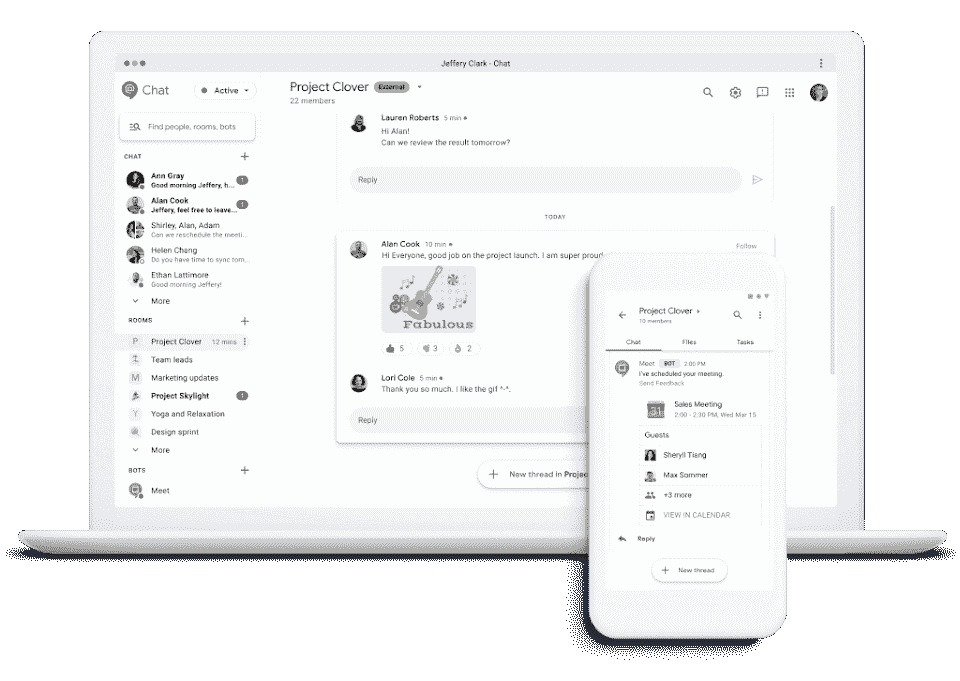 Jeffery Clark - Chat
Chat
Active
Project Clover External
22 members
Find people, rooms, bots
CHAT
Ann Gray
Good morning Jeffery, h...
1
Alan Cook
Jeffery, feel free to leave...
1
Shirley, Alan, Adam
Can we reschedule the meeti...
Helen Chang
Do you have time to sync tom...
Ethan Lattimore
Good morning Jeffery!
More
ROOMS
P Project Clover 12 mins
Team leads
M Marketing updates
Project Skylight 1
Y Yoga and Relaxation
Design sprint
More
BOTS
Meet
Lauren Roberts 5 min
Hi Alan!
Can we review the result tomorrow?
Reply
TODAY
Alan Cook 10 min
Follow
Hi Everyone, good job on the project launch. I am super proud
Fabulous
5 3 2
Lori Cole 5 min
Thank you so much. I like the gif *-*.
Reply
New thread in Projec
Project Clover
10 members
Chat Files Tasks
Meet BOT 2:00 PM
I've scheduled your meeting.
Send Feedback
31
Sales Meeting
2:00 - 2:30 PM, Wed Mar 15
Guests
Sheryll Tiang
Max Sommer
+3 more
VIEW IN CALENDAR
Reply
New thread